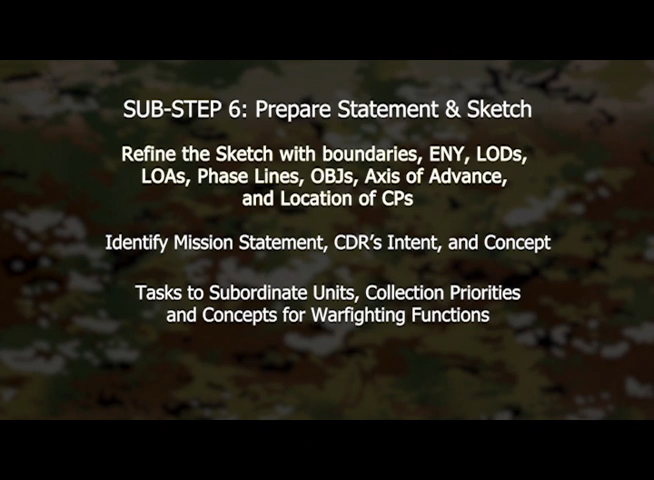 SUB-STEP 6: Prepare Statement & Sketch
Refine the Sketch with boundaries, ENY, LODs,
LOAs, Phase Lines, OBJs, Axis of Advance,
and Location of CPs
Identify Mission Statement, CDR's Intent, and Concept
Tasks to Subordinate Units, Collection Priorities
and Concepts for Warfighting Functions